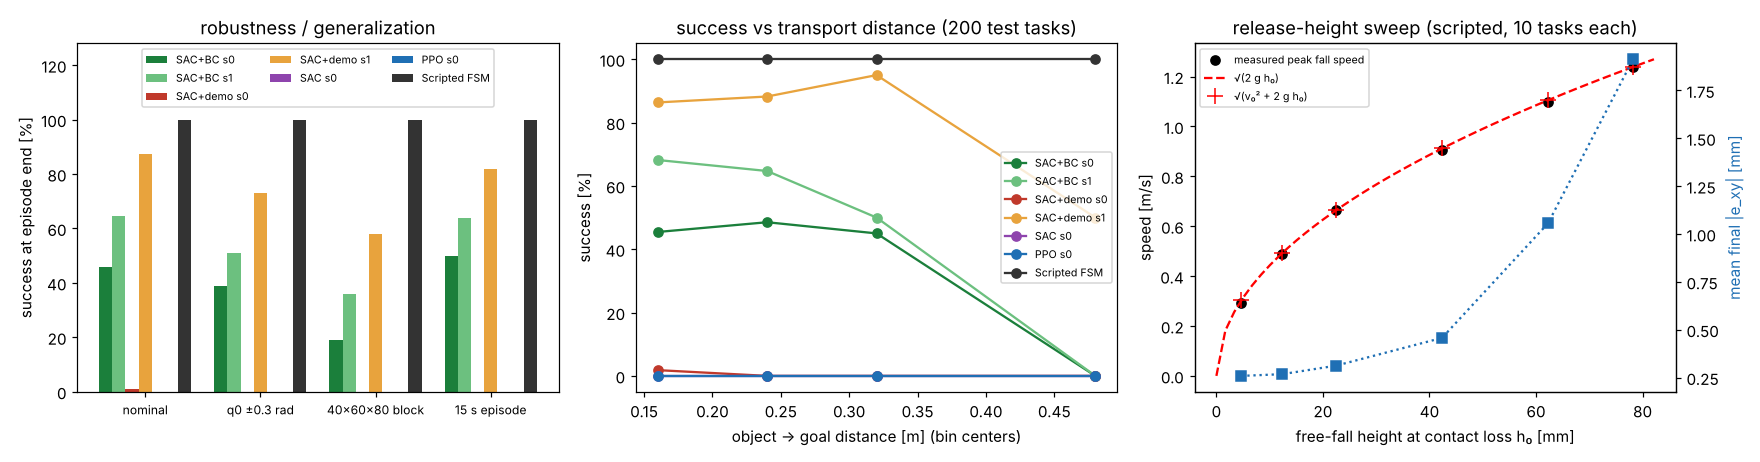 robustness / generalization
SAC+BC s0
SAC+BC s1
SAC+demo s0
SAC+demo s1
SAC s0
PPO s0
Scripted FSM
success at episode end [%]
120
100
80
60
40
20
0
nominal
q0 ±0.3 rad
40×60×80 block
15 s episode
success vs transport distance (200 test tasks)
success [%]
100
80
60
40
20
0
SAC+BC s0
SAC+BC s1
SAC+demo s0
SAC+demo s1
SAC s0
PPO s0
Scripted FSM
0.15
0.20
0.25
0.30
0.35
0.40
0.45
object → goal distance [m] (bin centers)
release-height sweep (scripted, 10 tasks each)
measured peak fall speed
√(2 g h₀)
√(v₀² + 2 g h₀)
speed [m/s]
1.2
1.0
0.8
0.6
0.4
0.2
0.0
0
20
40
60
80
free-fall height at contact loss h₀ [mm]
1.75
1.50
1.25
1.00
0.75
0.50
0.25
mean final |e_xy| [mm]